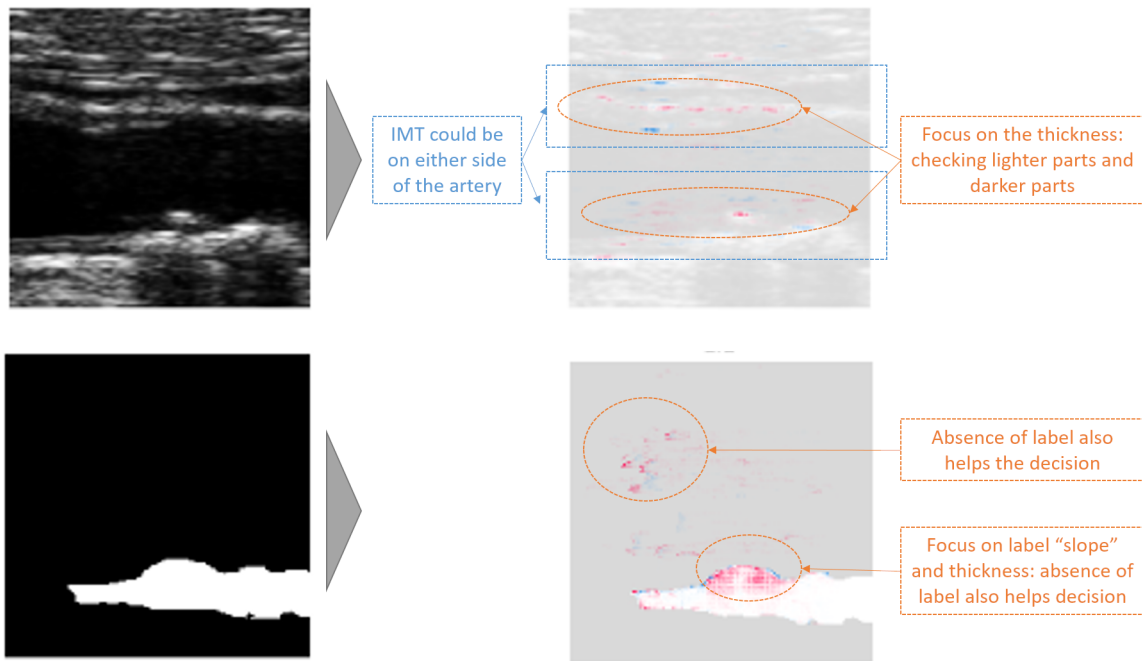 IMT could be
on either side
of the artery
Focus on the thickness:
checking lighter parts and
darker parts
Absence of label also
helps the decision
Focus on label “slope”
and thickness: absence of
label also helps decision